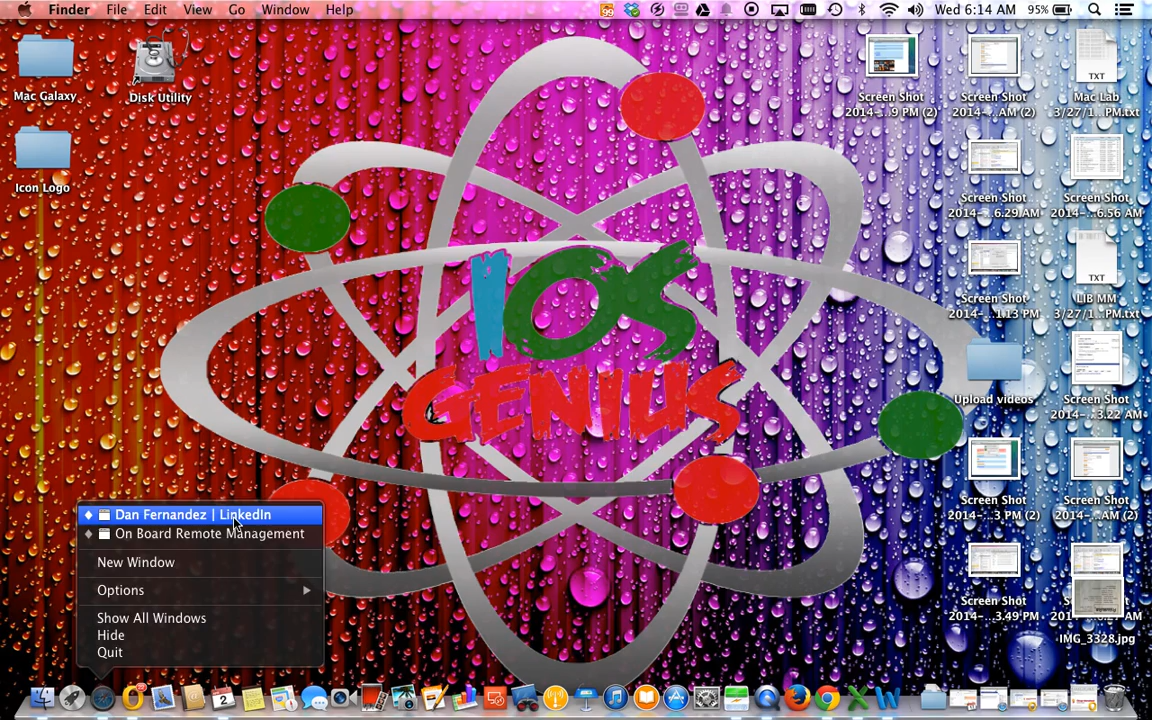 Finder File Edit View Go Window Help
99
Wed 6:14 AM 95%
Mac Galaxy
Disk Utility
Icon Logo
Screen Shot
2014-...9 PM (2)
Screen Shot
2014-...AM (2)
TXT
Mac Lab
3/27/1...PM.txt
Screen Shot
2014-...6.29 AM
Screen Shot
2014-...6.56 AM
Screen Shot
2014-...1.13 PM
TXT
LIB MM
3/27/1...PM.txt
Upload videos
Screen Shot
2014-...3.22 AM
Screen Shot
2014-...3 PM (2)
Screen Shot
2014-...AM (2)
Screen Shot
2014-...3.49 PM
IMG_3328.jpg
IOS
GENIUS
Dan Fernandez | LinkedIn
On Board Remote Management
New Window
Options
Show All Windows
Hide
Quit
2